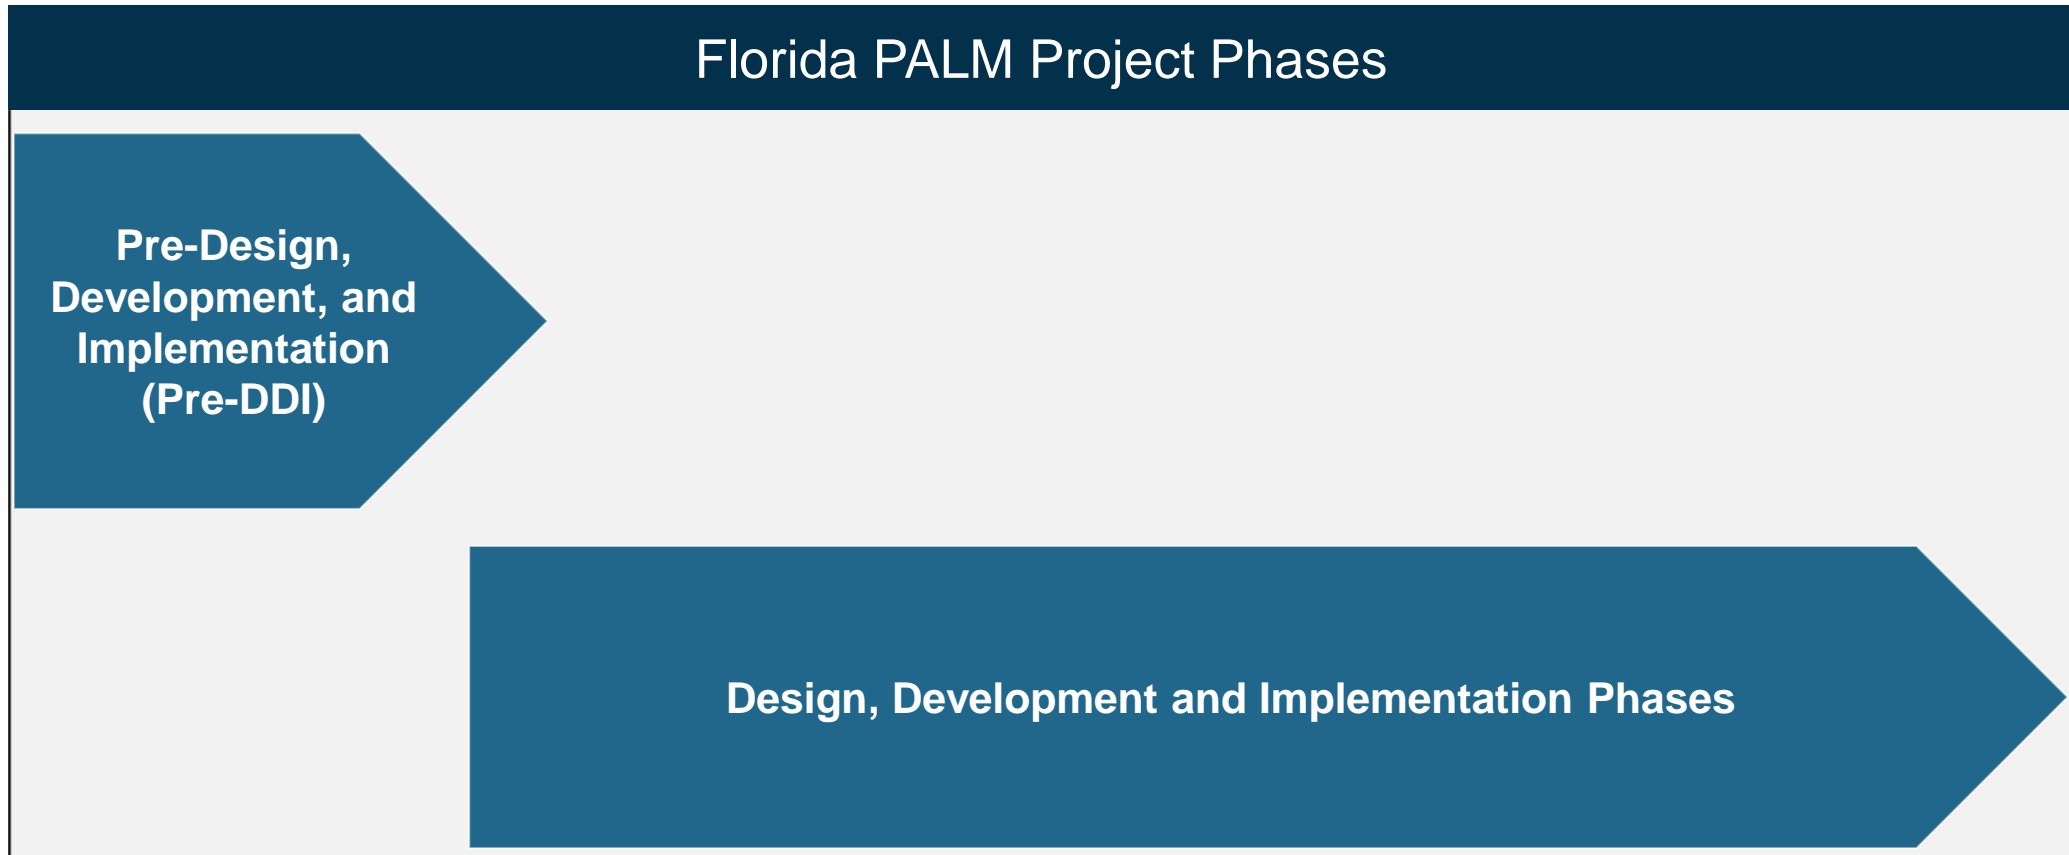 Florida PALM Project Phases
Pre-Design,
Development, and
Implementation
(Pre-DDI)
Design, Development and Implementation Phases